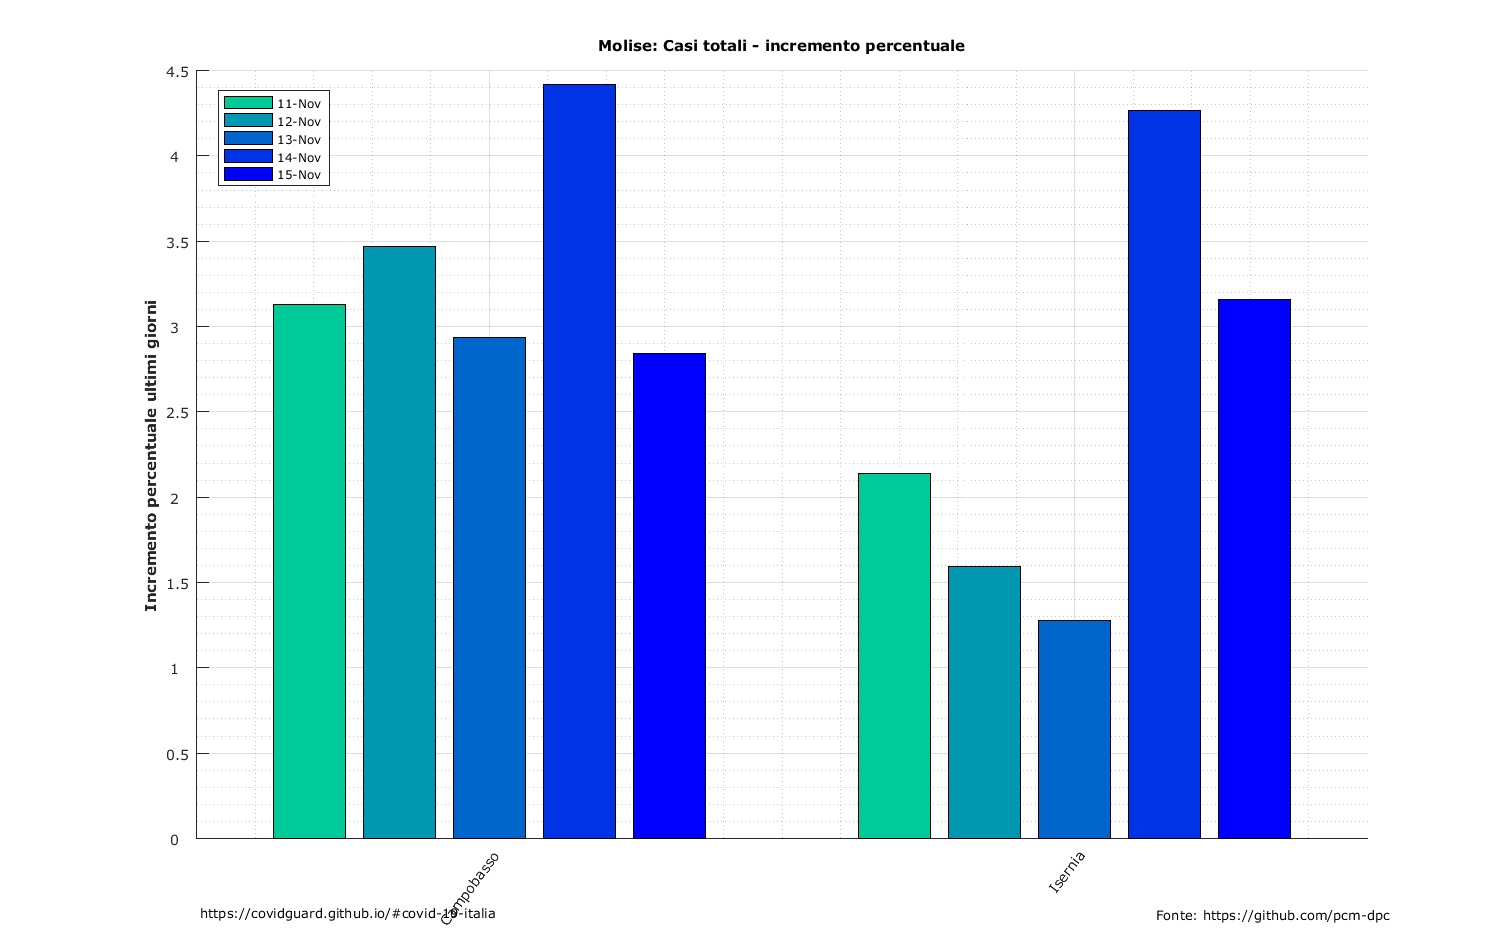 Molise: Casi totali - incremento percentuale
Incremento percentuale ultimi giorni
4.5
4
3.5
3
2.5
2
1.5
1
0.5
0
11-Nov
12-Nov
13-Nov
14-Nov
15-Nov
Campobasso
Isernia
https://covidguard.github.io/#covid-19-italia
Fonte: https://github.com/pcm-dpc